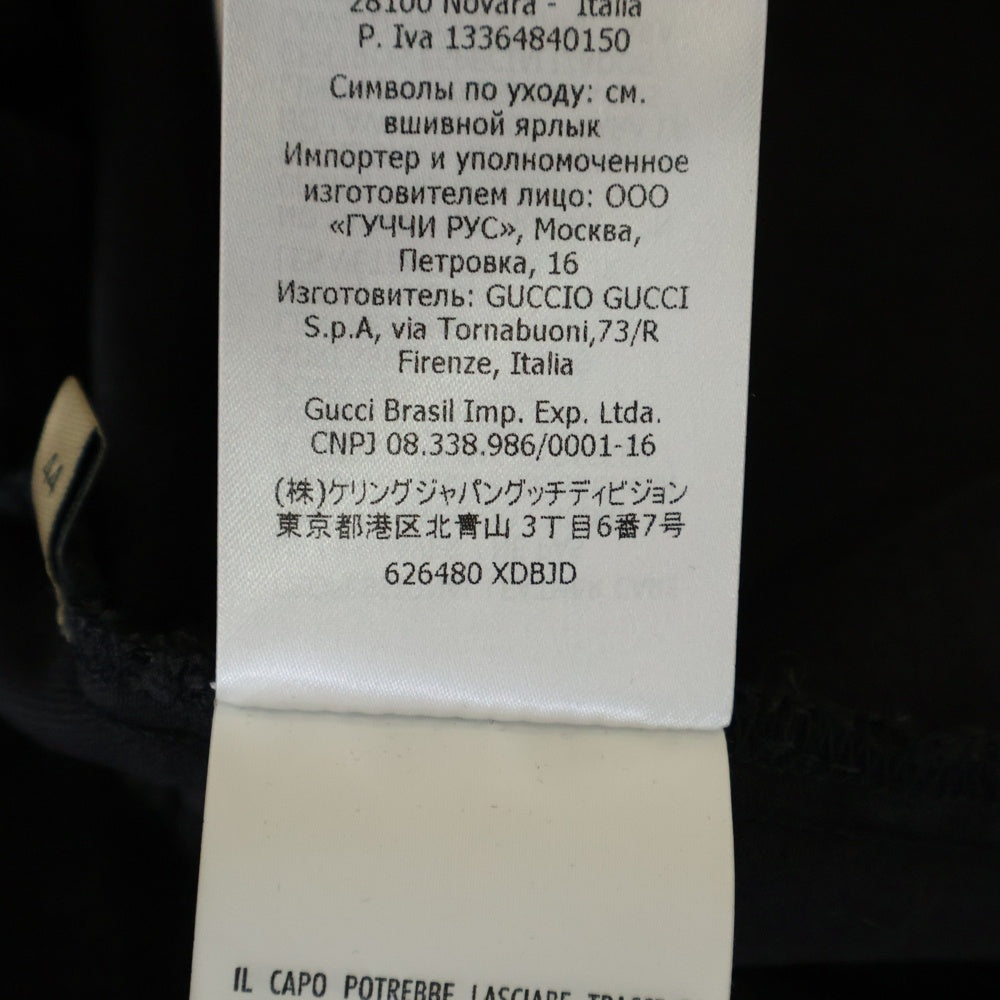 28100 Novara - Italia
P. Iva 13364840150
Символы по уходу: см.
вшивной ярлык
Импортер и уполномоченное
изготовителем лицо: ООО
«ГУЧЧИ РУС», Москва,
Петровка, 16
Изготовитель: GUCCIO GUCCI
S.p.A, via Tornabuoni,73/R
Firenze, Italia
Gucci Brasil Imp. Exp. Ltda.
CNPJ 08.338.986/0001-16
(株)ケリングジャパングッチディビジョン
東京都港区北青山 3丁目6番7号
626480 XDBJD
IL CAPO POTREBBE LASCIARE